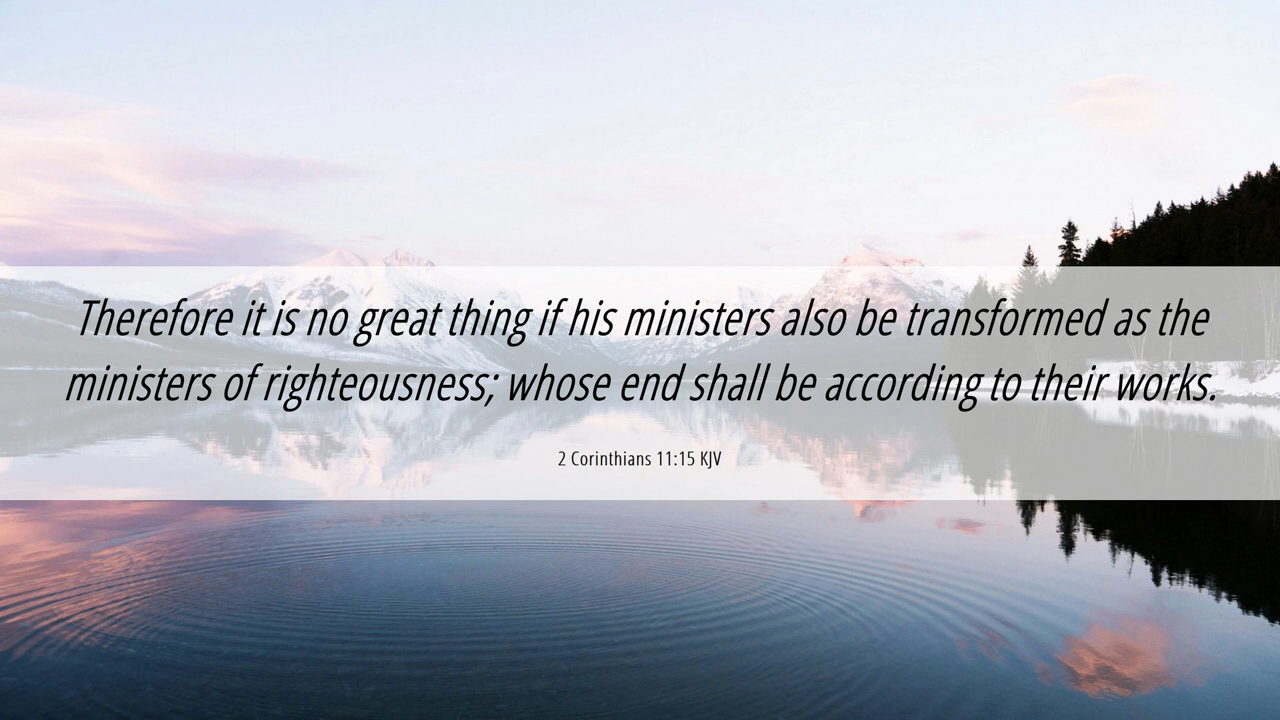 Therefore it is no great thing if his ministers also be transformed as the
ministers of righteousness; whose end shall be according to their works.
2 Corinthians 11:15 KJV